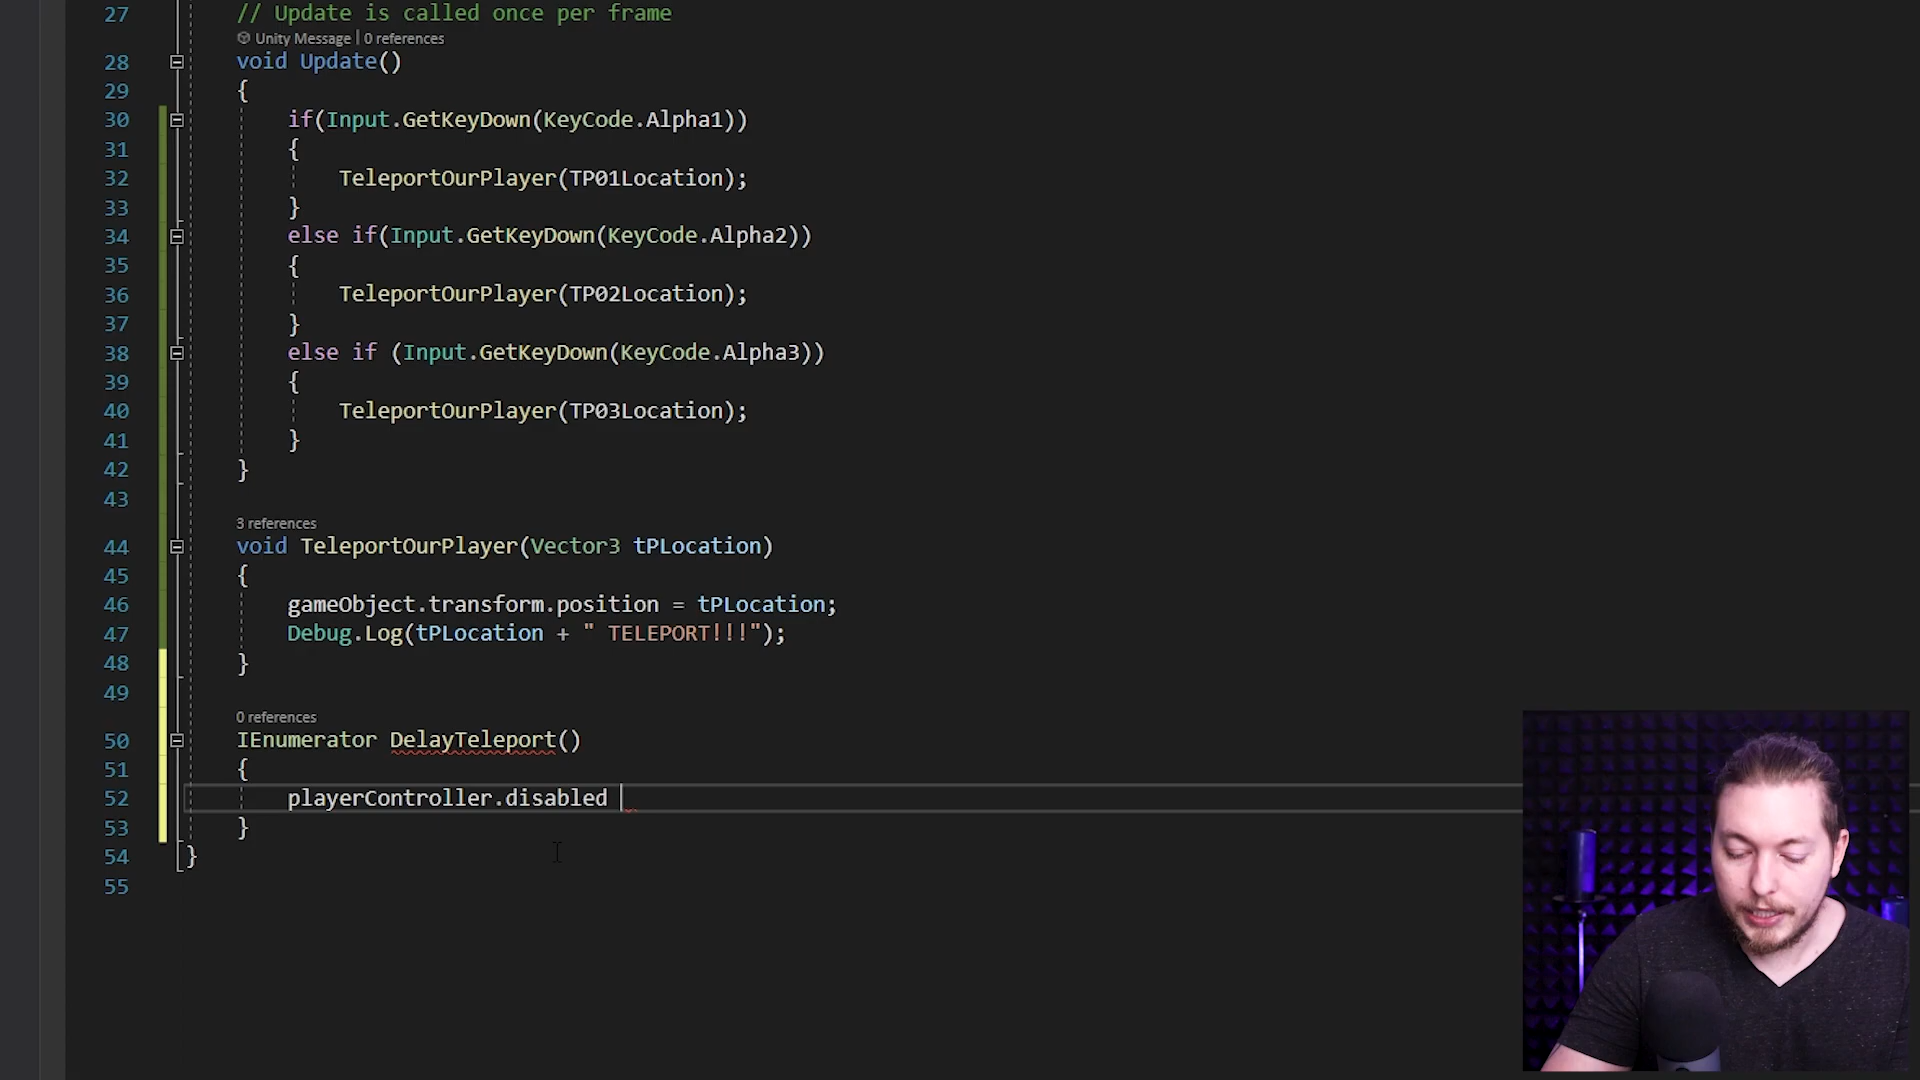 27 // Update is called once per frame
Unity Message | 0 references
28 void Update()
29 {
30 if(Input.GetKeyDown(KeyCode.Alpha1))
31 {
32 TeleportOurPlayer(TP01Location);
33 }
34 else if(Input.GetKeyDown(KeyCode.Alpha2))
35 {
36 TeleportOurPlayer(TP02Location);
37 }
38 else if (Input.GetKeyDown(KeyCode.Alpha3))
39 {
40 TeleportOurPlayer(TP03Location);
41 }
42 }
43
3 references
44 void TeleportOurPlayer(Vector3 tPLocation)
45 {
46 gameObject.transform.position = tPLocation;
47 Debug.Log(tPLocation + " TELEPORT!!!");
48 }
49
0 references
50 IEnumerator DelayTeleport()
51 {
52 playerController.disabled
53 }
54 }
55